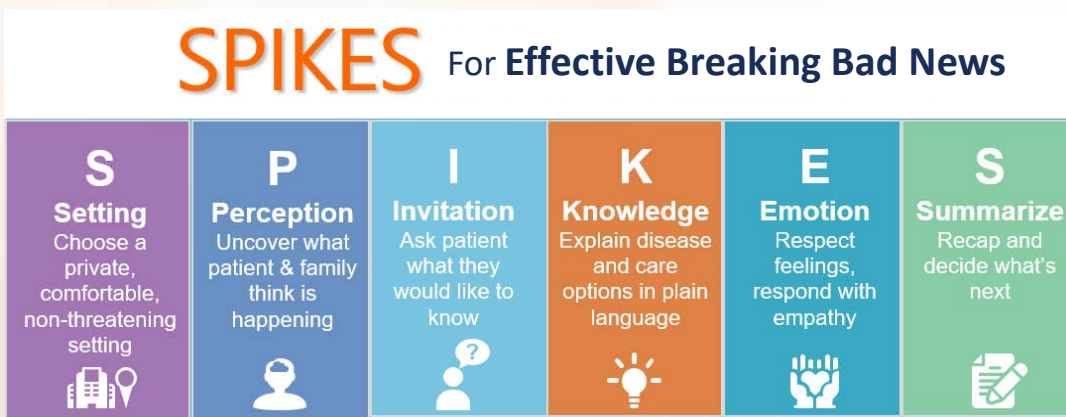 SPIKES For Effective Breaking Bad News
S
Setting
Choose a
private,
comfortable,
non-threatening
setting
P
Perception
Uncover what
patient & family
think is
happening
I
Invitation
Ask patient
what they
would like to
know
?
K
Knowledge
Explain disease
and care
options in plain
language
E
Emotion
Respect
feelings,
respond with
empathy
S
Summarize
Recap and
decide what's
next